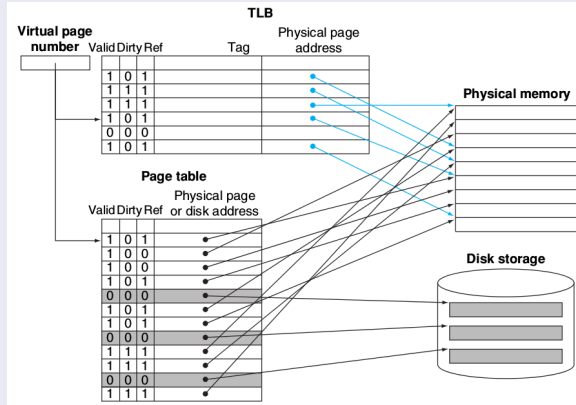 TLB
Virtual page
number
Valid Dirty Ref
Tag
Physical page
address
1 0 1
1 1 1
1 1 1
1 0 1
0 0 0
1 0 1
Physical memory
Page table
Physical page
or disk address
Valid Dirty Ref
1 0 1
1 0 0
1 0 0
1 0 1
0 0 0
1 0 1
1 0 1
0 0 0
1 1 1
1 1 1
0 0 0
1 1 1
Disk storage